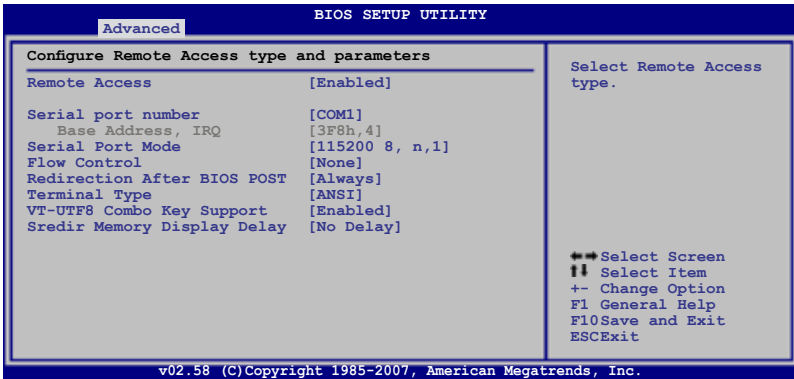 BIOS SETUP UTILITY
Advanced
Configure Remote Access type and parameters
Remote Access [Enabled]
Serial port number [COM1]
Base Address, IRQ [3F8h,4]
Serial Port Mode [115200 8, n,1]
Flow Control [None]
Redirection After BIOS POST [Always]
Terminal Type [ANSI]
VT-UTF8 Combo Key Support [Enabled]
Sredir Memory Display Delay [No Delay]
Select Remote Access
type.
Select Screen
Select Item
+- Change Option
F1 General Help
F10Save and Exit
ESCExit
v02.58 (C)Copyright 1985-2007, American Megatrends, Inc.